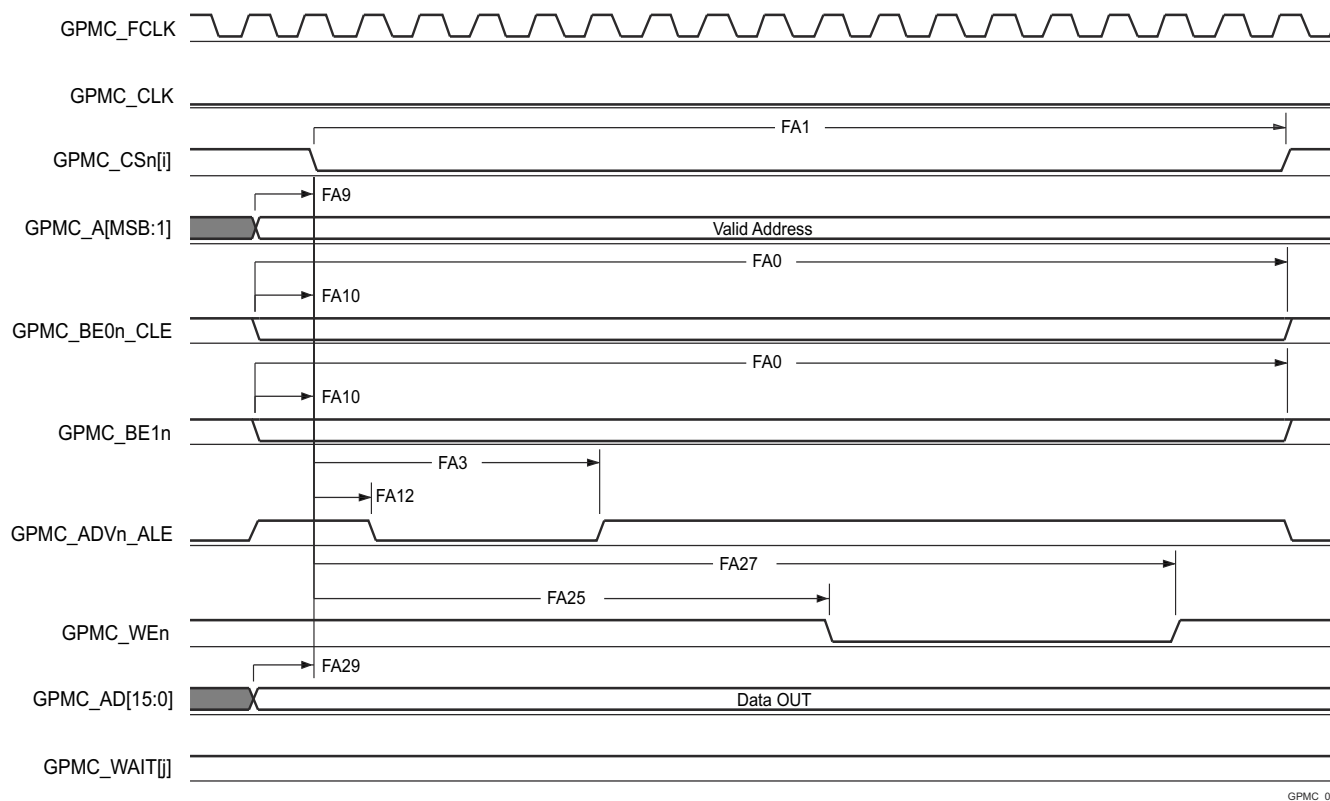 GPMC_FCLK
GPMC_CLK
FA1
GPMC_CSn[i]
FA9
GPMC_A[MSB:1]
Valid Address
FA0
FA10
GPMC_BE0n_CLE
FA0
FA10
GPMC_BE1n
FA3
FA12
GPMC_ADVn_ALE
FA27
FA25
GPMC_WEn
FA29
GPMC_AD[15:0]
Data OUT
GPMC_WAIT[j]
GPMC_0